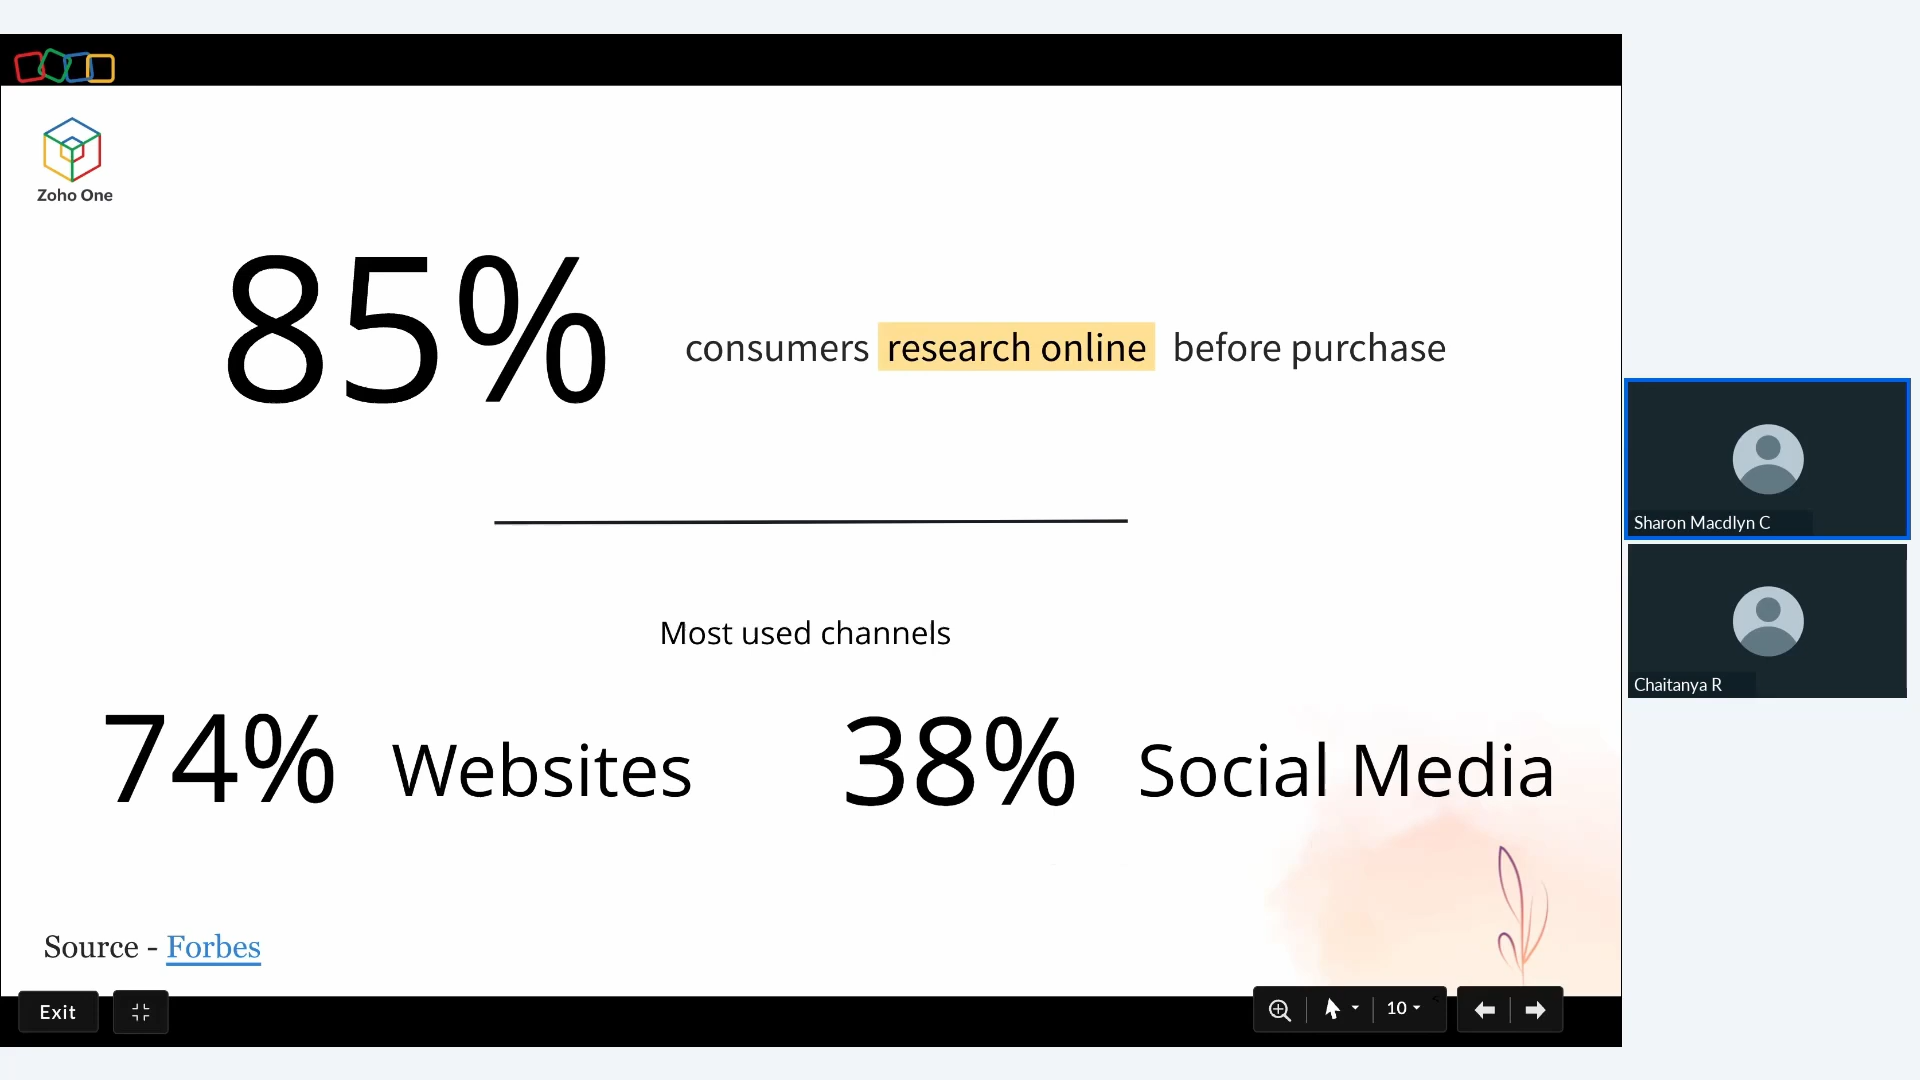 Zoho One
85%
consumers research online before purchase
Most used channels
74% Websites
38% Social Media
Source - Forbes
Sharon Macdlyn C
Chaitanya R
Exit
10